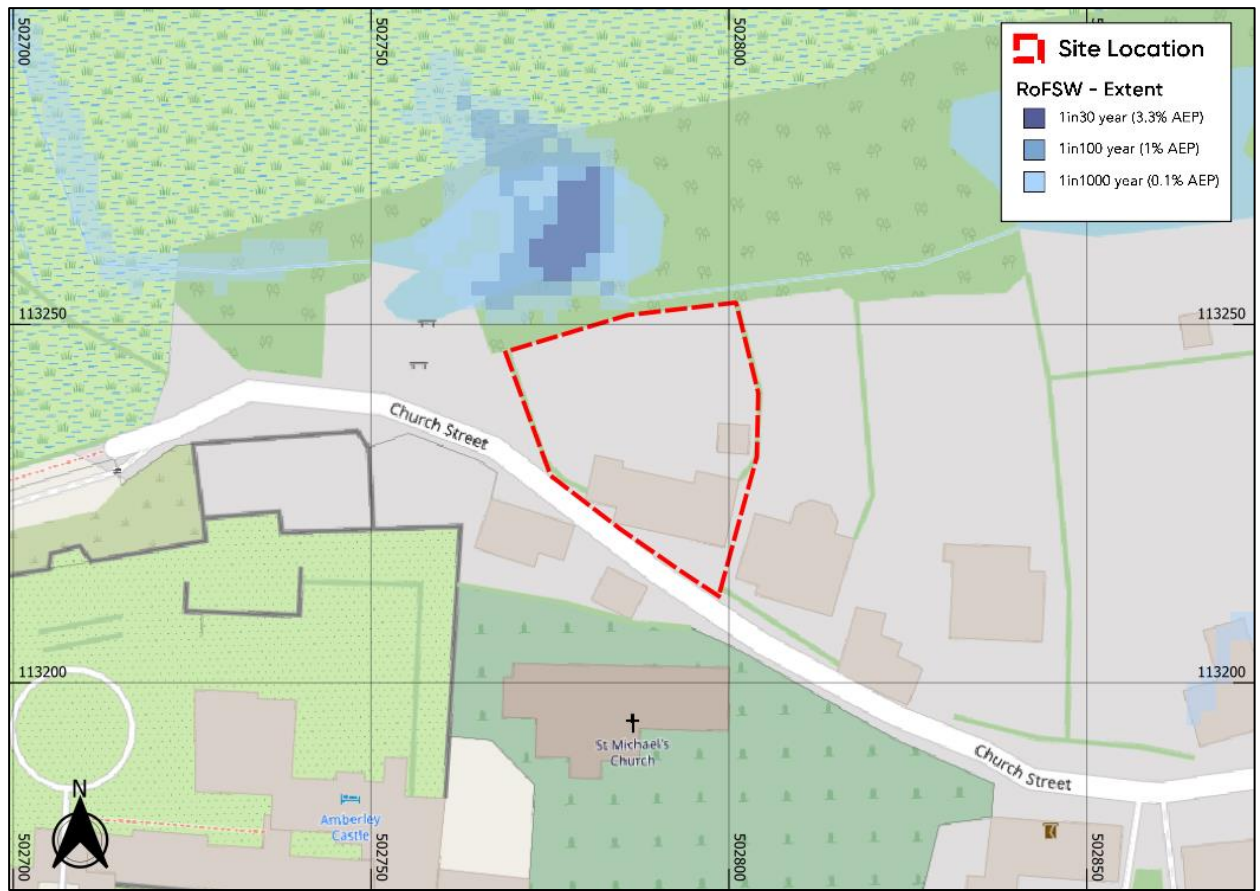 502700
502750
502800
Site Location
RoFSW - Extent
1in30 year (3.3% AEP)
1in100 year (1% AEP)
1in1000 year (0.1% AEP)
113250
113250
Church Street
113200
113200
St Michael's
Church
Church Street
N
Amberley
Castle
502700
502750
502800
502850